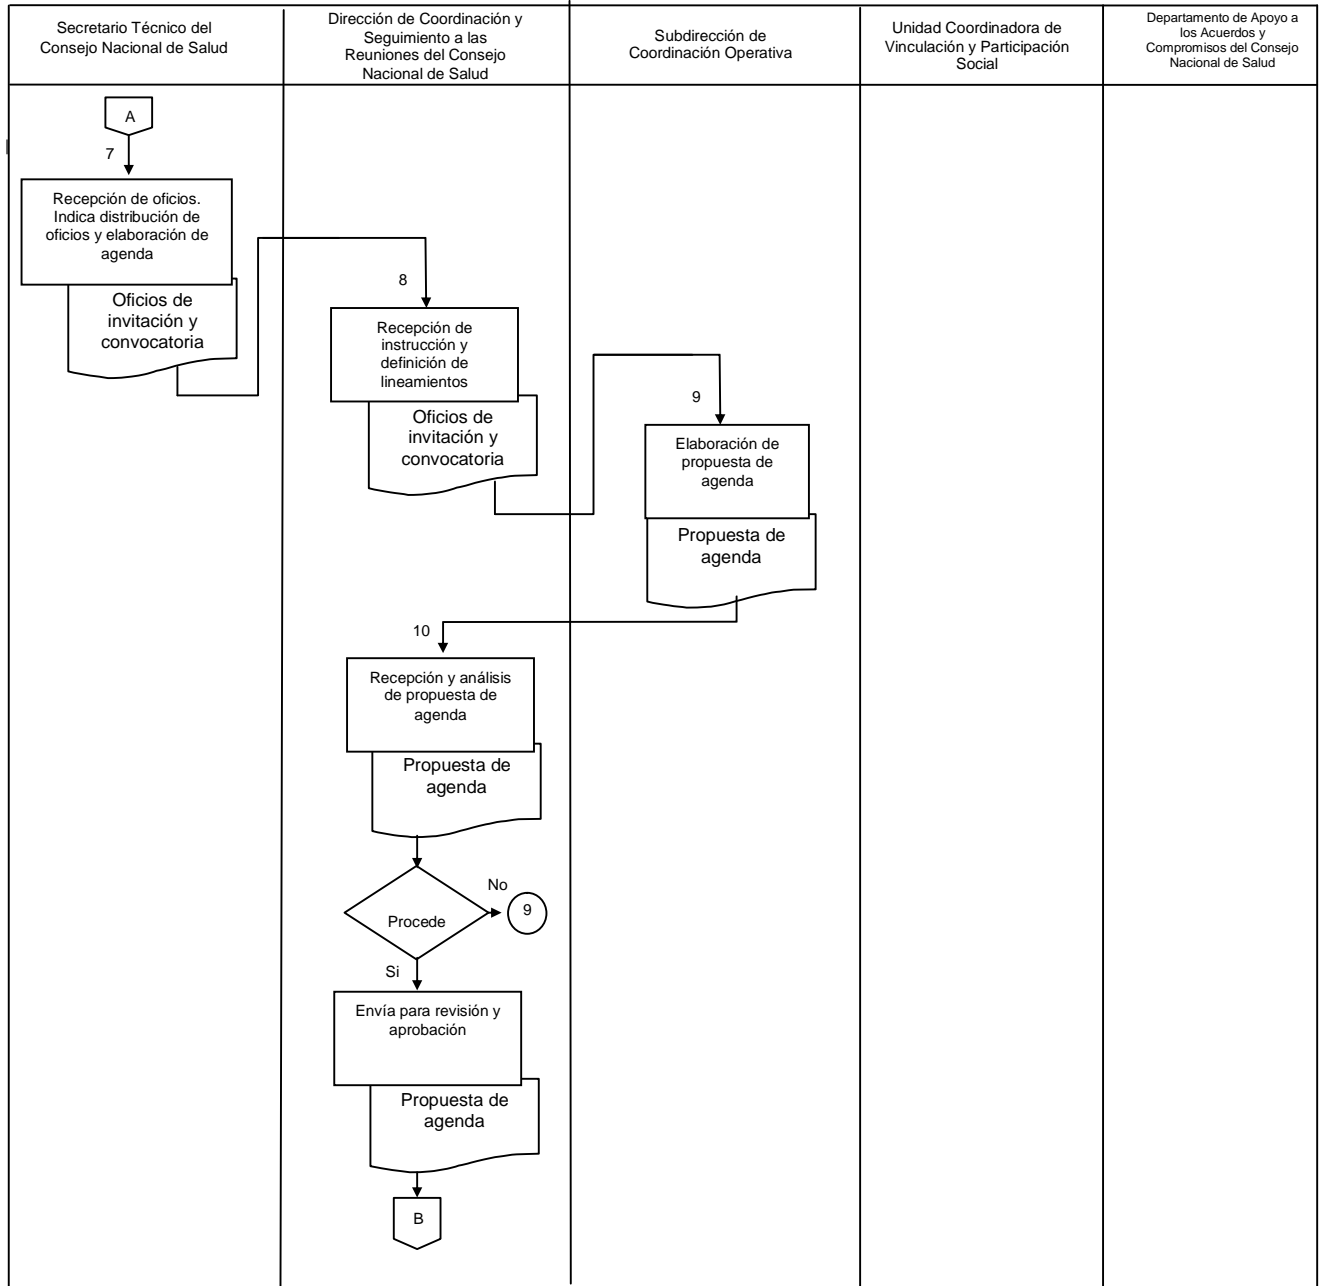 Secretario Técnico del
Consejo Nacional de Salud
Dirección de Coordinación y
Seguimiento a las
Reuniones del Consejo
Nacional de Salud
Subdirección de
Coordinación Operativa
Unidad Coordinadora de
Vinculación y Participación
Social
Departamento de Apoyo a
los Acuerdos y
Compromisos del Consejo
Nacional de Salud
A
7
Recepción de oficios.
Indica distribución de
oficios y elaboración de
agenda
Oficios de
invitación y
convocatoria
8
Recepción de
instrucción y
definición de
lineamientos
Oficios de
invitación y
convocatoria
9
Elaboración de
propuesta de
agenda
Propuesta de
agenda
10
Recepción y análisis
de propuesta de
agenda
Propuesta de
agenda
Procede
No
9
Si
Envía para revisión y
aprobación
Propuesta de
agenda
B